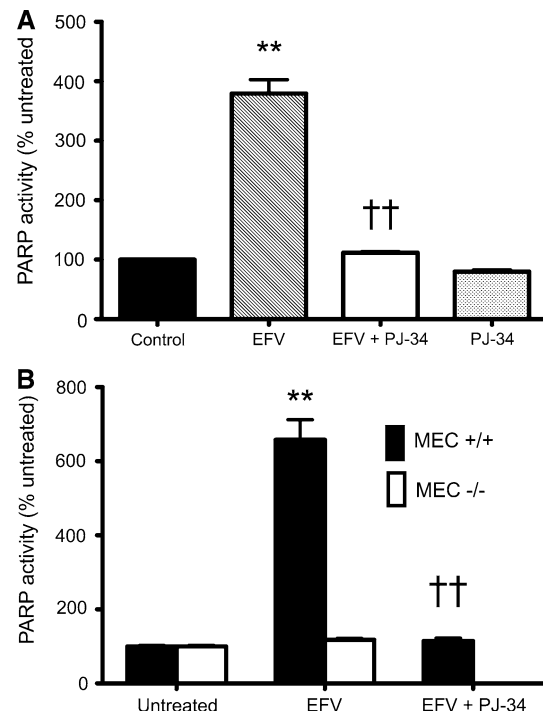 A
PARP activity (% untreated
500
400
300
200
100
0
**
††
Control
EFV
EFV + PJ-34
PJ-34
B
PARP activity (% untreated)
800
600
400
200
0
**
MEC +/+
MEC -/-
††
Untreated
EFV
EFV + PJ-34